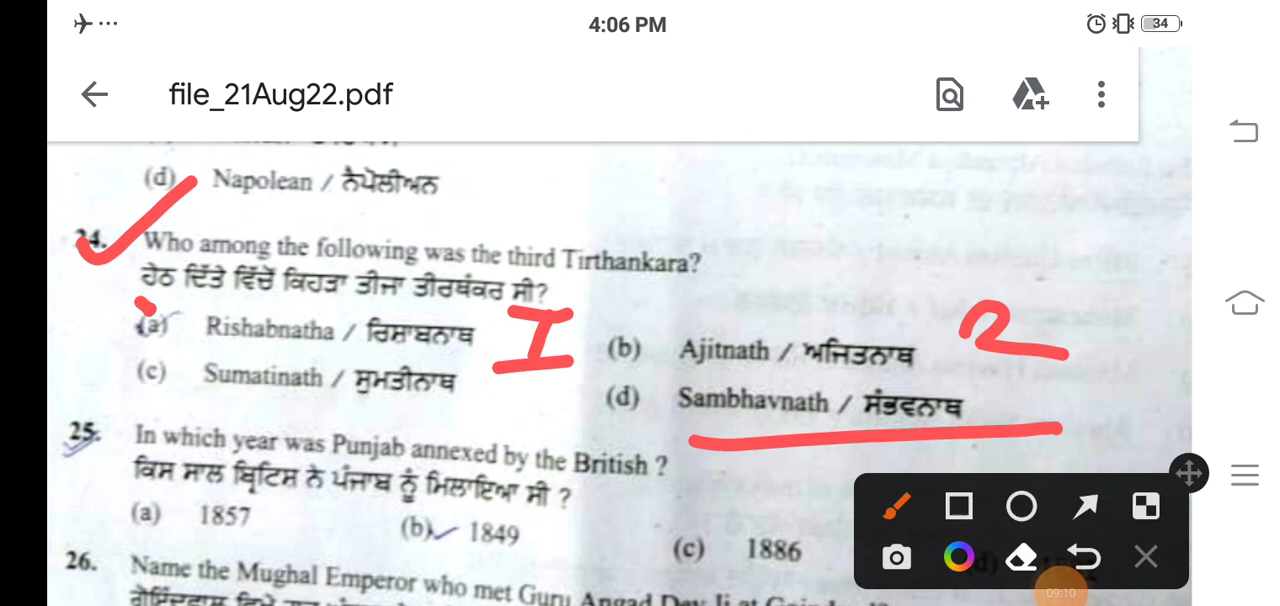 4:06 PM
34
file_21Aug22.pdf
(d) Napolean / ਨੈਪੋਲੀਅਨ
24. Who among the following was the third Tirthankara?
ਹੇਠ ਦਿੱਤੇ ਵਿੱਚੋਂ ਕਿਹੜਾ ਤੀਜਾ ਤੀਰਥੰਕਰ ਸੀ?
(a) Rishabnatha / ਰਿਸ਼ਾਬਨਾਥ I
(b) Ajitnath / ਅਜਿਤਨਾਥ 2
(c) Sumatinath / ਸੁਮਤੀਨਾਥ
(d) Sambhavnath / ਸੰਭਵਨਾਥ
25. In which year was Punjab annexed by the British ?
ਕਿਸ ਸਾਲ ਬ੍ਰਿਟਿਸ਼ ਨੇ ਪੰਜਾਬ ਨੂੰ ਮਿਲਾਇਆ ਸੀ ?
(a) 1857
(b) 1849
(c) 1886
26. Name the Mughal Emperor who met Guru Angad Dev Ji at
09:10